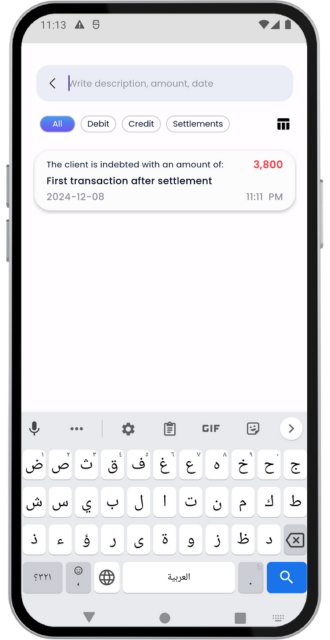 11:13
Write description, amount, date
All Debit Credit Settlements
The client is indebted with an amount of: 3,800
First transaction after settlement
2024-12-08 11:11 PM
GIF
ض ص ث ق ف غ ع ه خ ح ج
ش س ي ب ل ا ت ن م ك ط
ذ ء ؤ ر ى ة و ز ظ د
؟١٢٣ ، العربية .